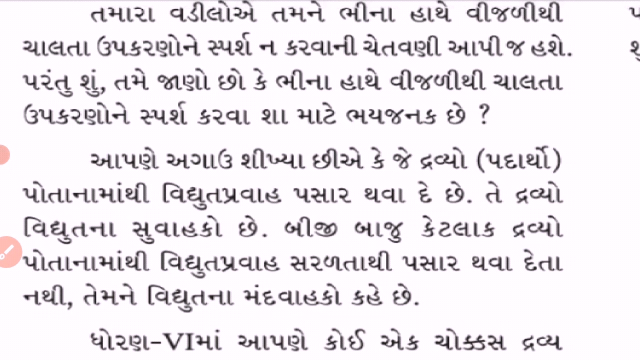 તમારા વડીલોએ તમને ભીના હાથે વીજળીથી
ચાલતા ઉપકરણોને સ્પર્શ ન કરવાની ચેતવણી આપી જ હશે.
પરંતુ શું, તમે જાણો છો કે ભીના હાથે વીજળીથી ચાલતા
ઉપકરણોને સ્પર્શ કરવા શા માટે ભયજનક છે ?
આપણે અગાઉ શીખ્યા છીએ કે જે દ્રવ્યો (પદાર્થો)
પોતાનામાંથી વિદ્યુતપ્રવાહ પસાર થવા દે છે. તે દ્રવ્યો
વિદ્યુતના સુવાહકો છે. બીજી બાજુ કેટલાક દ્રવ્યો
પોતાનામાંથી વિદ્યુતપ્રવાહ સરળતાથી પસાર થવા દેતા
નથી, તેમને વિદ્યુતના મંદવાહકો કહે છે.
ધોરણ-VIમાં આપણે કોઈ એક ચોક્કસ દ્રવ્ય